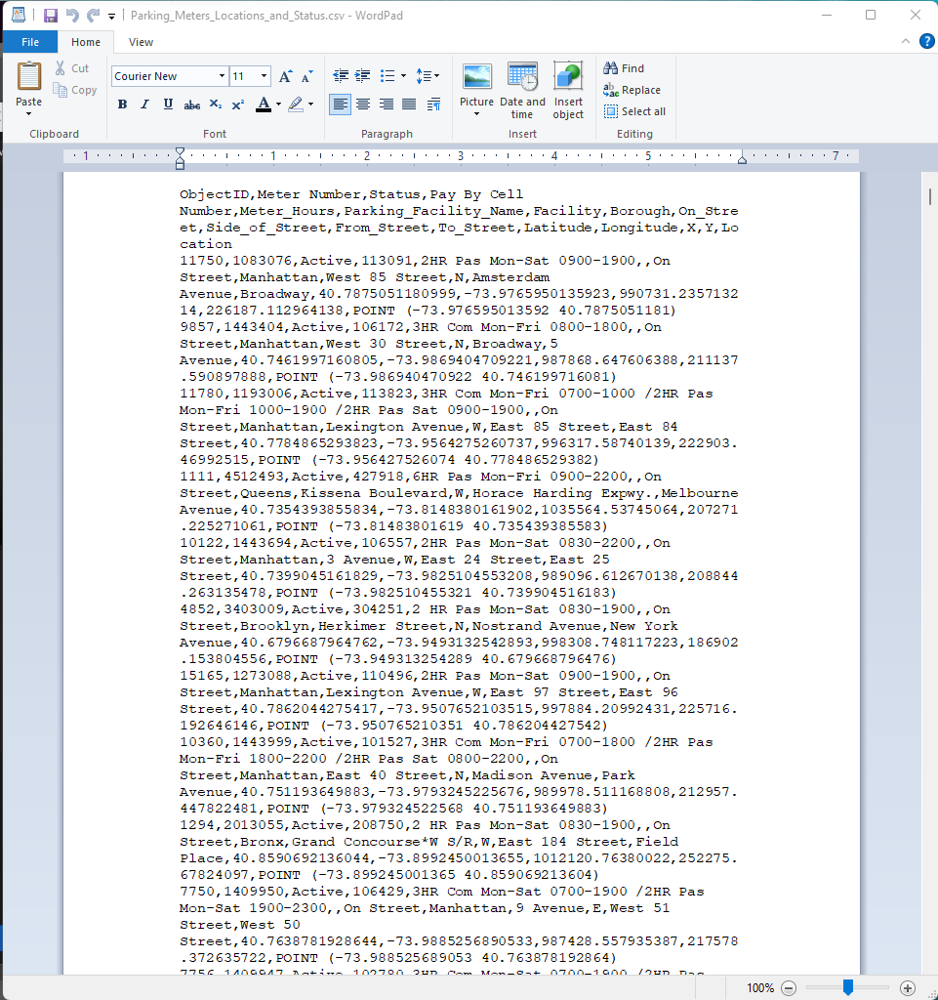 Parking_Meters_Locations_and_Status.csv - WordPad
File Home View
Paste
Cut
Copy
Clipboard
Courier New 11
B I U abc X₂ X²
Font
Paragraph
Picture
Date and time
Insert object
Insert
Find
Replace
Select all
Editing
1 1 2 3 4 5 7
ObjectID,Meter Number,Status,Pay By Cell
Number,Meter_Hours,Parking_Facility_Name,Facility,Borough,On_Stre
et,Side_of_Street,From_Street,To_Street,Latitude,Longitude,X,Y,Lo
cation
11750,1083076,Active,113091,2HR Pas Mon-Sat 0900-1900,,On
Street,Manhattan,West 85 Street,N,Amsterdam
Avenue,Broadway,40.7875051180999,-73.9765950135923,990731.2357132
14,226187.112964138,POINT (-73.976595013592 40.7875051181)
9857,1443404,Active,106172,3HR Com Mon-Fri 0800-1800,,On
Street,Manhattan,West 30 Street,N,Broadway,5
Avenue,40.7461997160805,-73.9869404709221,987868.647606388,211137
.590897888,POINT (-73.986940470922 40.746199716081)
11780,1193006,Active,113823,3HR Com Mon-Fri 0700-1000 /2HR Pas
Mon-Fri 1000-1900 /2HR Pas Sat 0900-1900,,On
Street,Manhattan,Lexington Avenue,W,East 85 Street,East 84
Street,40.7784865293823,-73.9564275260737,996317.58740139,222903.
46992515,POINT (-73.956427526074 40.778486529382)
1111,4512493,Active,427918,6HR Pas Mon-Fri 0900-2200,,On
Street,Queens,Kissena Boulevard,W,Horace Harding Expwy.,Melbourne
Avenue,40.7354393855834,-73.8148380161902,1035564.53745064,207271
.225271061,POINT (-73.81483801619 40.735439385583)
10122,1443694,Active,106557,2HR Pas Mon-Sat 0830-2200,,On
Street,Manhattan,3 Avenue,W,East 24 Street,East 25
Street,40.7399045161829,-73.9825104553208,989096.612670138,208844
.263135478,POINT (-73.982510455321 40.739904516183)
4852,3403009,Active,304251,2 HR Pas Mon-Sat 0830-1900,,On
Street,Brooklyn,Herkimer Street,N,Nostrand Avenue,New York
Avenue,40.6796687964762,-73.9493132542893,998308.748117223,186902
.153804556,POINT (-73.949313254289 40.679668796476)
15165,1273088,Active,110496,2HR Pas Mon-Sat 0900-1900,,On
Street,Manhattan,Lexington Avenue,W,East 97 Street,East 96
Street,40.7862044275417,-73.9507652103515,997884.20992431,225716.
192646146,POINT (-73.950765210351 40.786204427542)
10360,1443999,Active,101527,3HR Com Mon-Fri 0700-1800 /2HR Pas
Mon-Fri 1800-2200 /2HR Pas Sat 0800-2200,,On
Street,Manhattan,East 40 Street,N,Madison Avenue,Park
Avenue,40.751193649883,-73.9793245225676,989978.511168808,212957.
447822481,POINT (-73.979324522568 40.751193649883)
1294,2013055,Active,208750,2 HR Pas Mon-Sat 0830-1900,,On
Street,Bronx,Grand Concourse*W S/R,W,East 184 Street,Field
Place,40.8590692136044,-73.8992450013655,1012120.76380022,252275.
67824097,POINT (-73.899245001365 40.859069213604)
7750,1409950,Active,106429,3HR Com Mon-Sat 0700-1900 /2HR Pas
Mon-Sat 1900-2300,,On Street,Manhattan,9 Avenue,E,West 51
Street,West 50
Street,40.7638781928644,-73.9885256890533,987428.557935387,217578
.372635722,POINT (-73.988525689053 40.763878192864)
7756,1409947,Active,102780,3HR Com Mon-Sat 0700-1900 /2HR Pas
100%